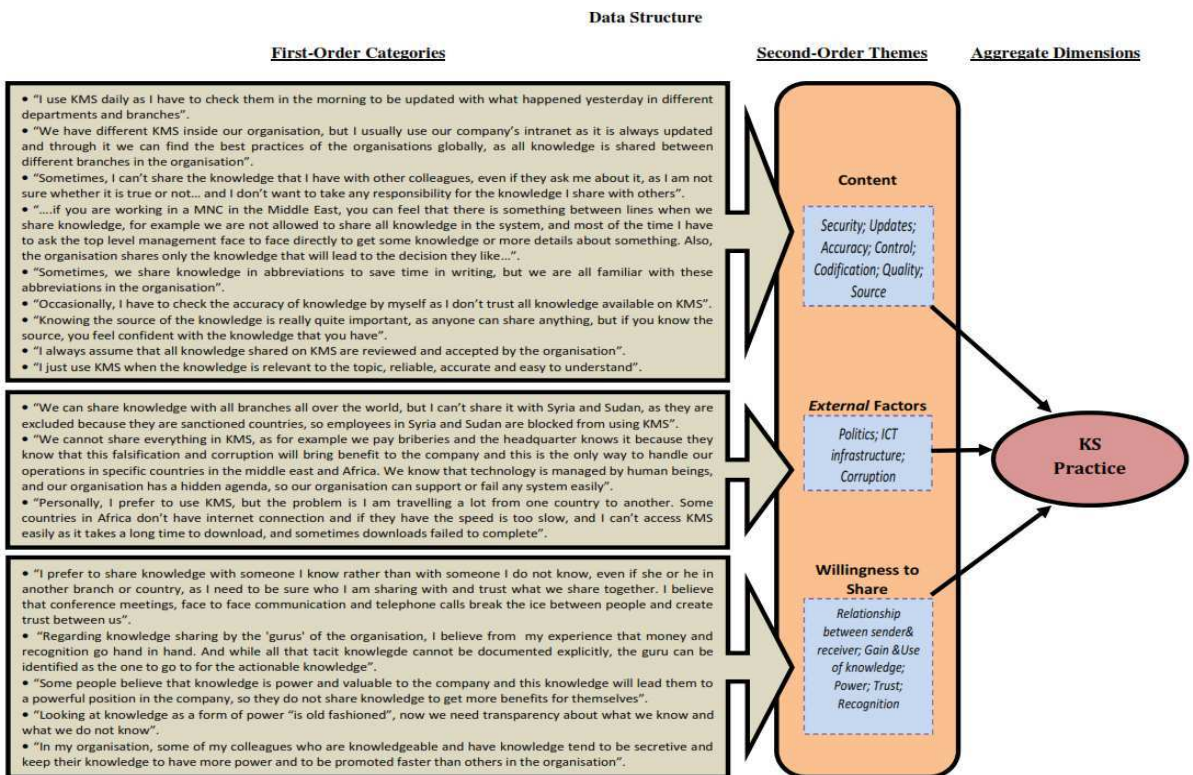 Data Structure
First-Order Categories
Second-Order Themes
Aggregate Dimensions
• “I use KMS daily as I have to check them in the morning to be updated with what happened yesterday in different
departments and branches”.
• “We have different KMS inside our organisation, but I usually use our company’s intranet as it is always updated
and through it we can find the best practices of the organisations globally, as all knowledge is shared between
different branches in the organisation”.
• “Sometimes, I can’t share the knowledge that I have with other colleagues, even if they ask me about it, as I am not
sure whether it is true or not… and I don’t want to take any responsibility for the knowledge I share with others”.
• “….if you are working in a MNC in the Middle East, you can feel that there is something between lines when we
share knowledge, for example we are not allowed to share all knowledge in the system, and most of the time I have
to ask the top level management face to face directly to get some knowledge or more details about something. Also,
the organisation shares only the knowledge that will lead to the decision they like…”.
• “Sometimes, we share knowledge in abbreviations to save time in writing, but we are all familiar with these
abbreviations in the organisation”.
• “Occasionally, I have to check the accuracy of knowledge by myself as I don’t trust all knowledge available on KMS”.
• “Knowing the source of the knowledge is really quite important, as anyone can share anything, but if you know the
source, you feel confident with the knowledge that you have”.
• “I always assume that all knowledge shared on KMS are reviewed and accepted by the organisation”.
• “I just use KMS when the knowledge is relevant to the topic, reliable, accurate and easy to understand”.
Content
Security; Updates;
Accuracy; Control;
Codification; Quality;
Source
• “We can share knowledge with all branches all over the world, but I can’t share it with Syria and Sudan, as they are
excluded because they are sanctioned countries, so employees in Syria and Sudan are blocked from using KMS”.
• “We cannot share everything in KMS, as for example we pay briberies and the headquarter knows it because they
know that this falsification and corruption will bring benefit to the company and this is the only way to handle our
operations in specific countries in the middle east and Africa. We know that technology is managed by human beings,
and our organisation has a hidden agenda, so our organisation can support or fail any system easily”.
• “Personally, I prefer to use KMS, but the problem is I am travelling a lot from one country to another. Some
countries in Africa don’t have internet connection and if they have the speed is too slow, and I can’t access KMS
easily as it takes a long time to download, and sometimes downloads failed to complete”.
External Factors
Politics; ICT
infrastructure;
Corruption
KS
Practice
• “I prefer to share knowledge with someone I know rather than with someone I do not know, even if she or he in
another branch or country, as I need to be sure who I am sharing with and trust what we share together. I believe
that conference meetings, face to face communication and telephone calls break the ice between people and create
trust between us”.
• “Regarding knowledge sharing by the 'gurus' of the organisation, I believe from my experience that money and
recognition go hand in hand. And while all that tacit knowlegde cannot be documented explicitly, the guru can be
identified as the one to go to for the actionable knowledge”.
• “Some people believe that knowledge is power and valuable to the company and this knowledge will lead them to
a powerful position in the company, so they do not share knowledge to get more benefits for themselves”.
• “Looking at knowledge as a form of power “is old fashioned”, now we need transparency about what we know and
what we do not know”.
• “In my organisation, some of my colleagues who are knowledgeable and have knowledge tend to be secretive and
keep their knowledge to have more power and to be promoted faster than others in the organisation”.
Willingness to
Share
Relationship
between sender&
receiver; Gain &Use
of knowledge;
Power; Trust;
Recognition